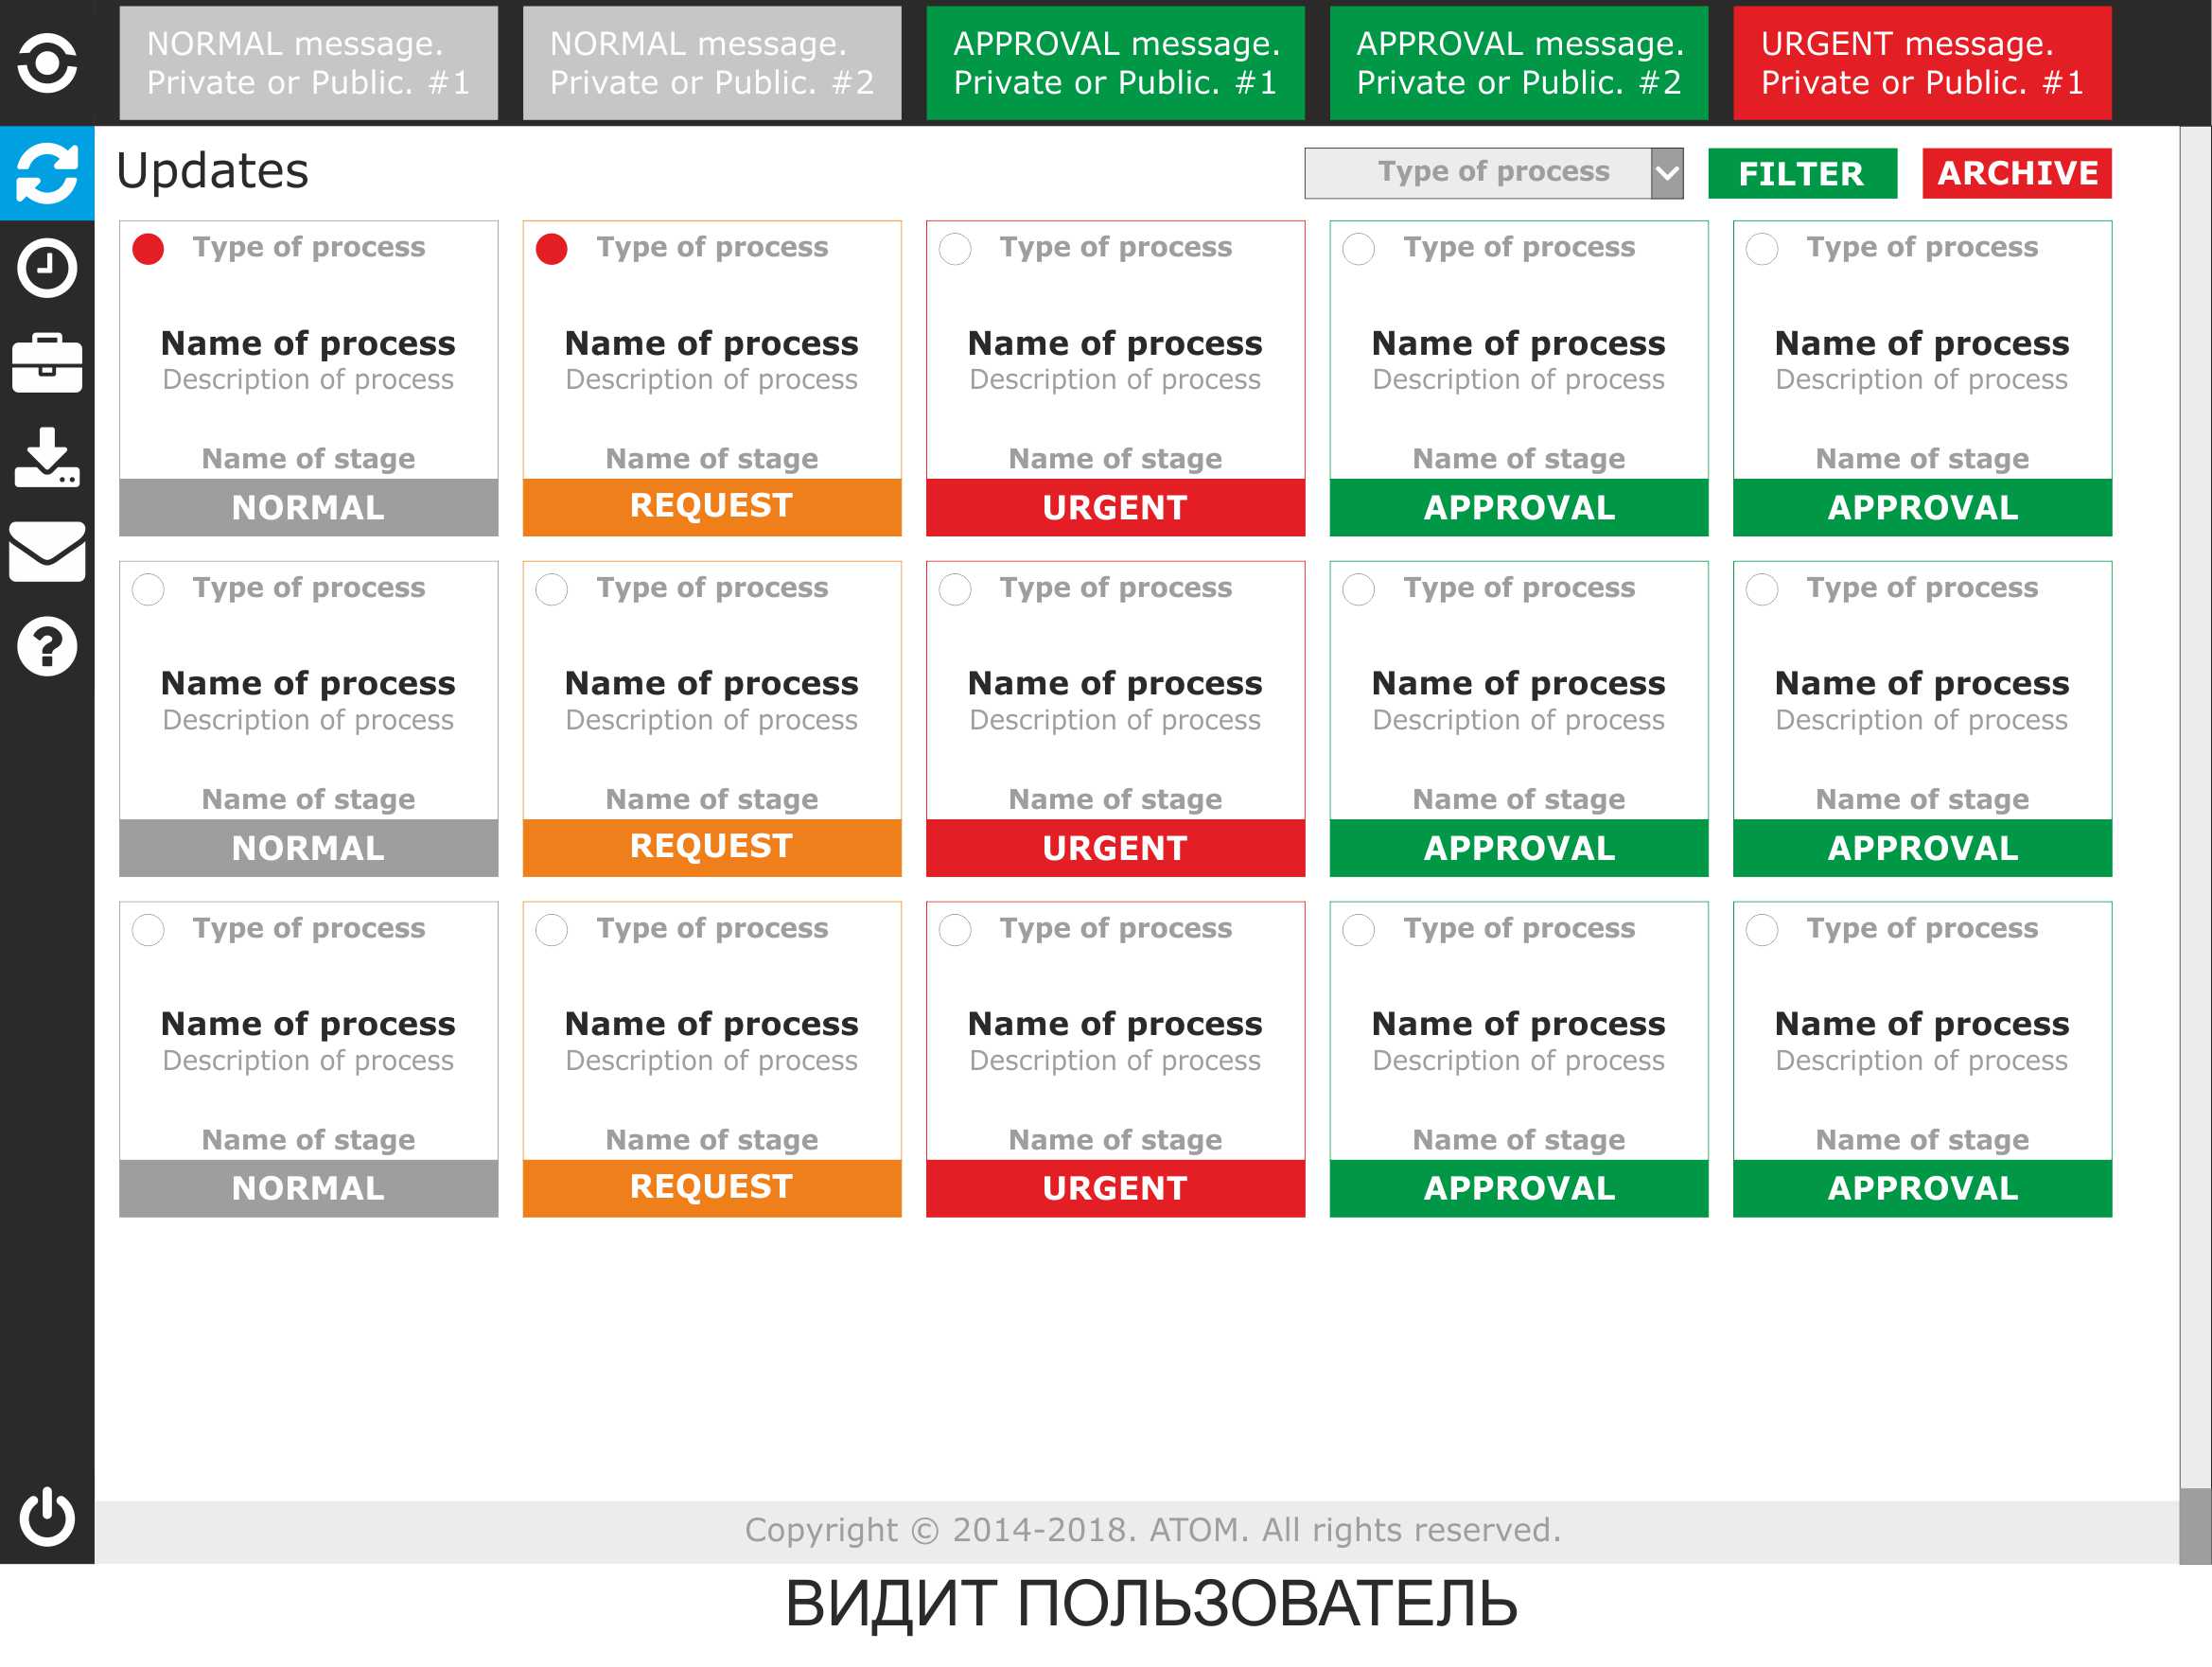 NORMAL message.
Private or Public. #1
NORMAL message.
Private or Public. #2
APPROVAL message.
Private or Public. #1
APPROVAL message.
Private or Public. #2
URGENT message.
Private or Public. #1
Updates
Type of process
FILTER
ARCHIVE
Type of process
Name of process
Description of process
Name of stage
NORMAL
Type of process
Name of process
Description of process
Name of stage
REQUEST
Type of process
Name of process
Description of process
Name of stage
URGENT
Type of process
Name of process
Description of process
Name of stage
APPROVAL
Type of process
Name of process
Description of process
Name of stage
APPROVAL
Type of process
Name of process
Description of process
Name of stage
NORMAL
Type of process
Name of process
Description of process
Name of stage
REQUEST
Type of process
Name of process
Description of process
Name of stage
URGENT
Type of process
Name of process
Description of process
Name of stage
APPROVAL
Type of process
Name of process
Description of process
Name of stage
APPROVAL
Type of process
Name of process
Description of process
Name of stage
NORMAL
Type of process
Name of process
Description of process
Name of stage
REQUEST
Type of process
Name of process
Description of process
Name of stage
URGENT
Type of process
Name of process
Description of process
Name of stage
APPROVAL
Type of process
Name of process
Description of process
Name of stage
APPROVAL
Copyright © 2014-2018. ATOM. All rights reserved.
ВИДИТ ПОЛЬЗОВАТЕЛЬ